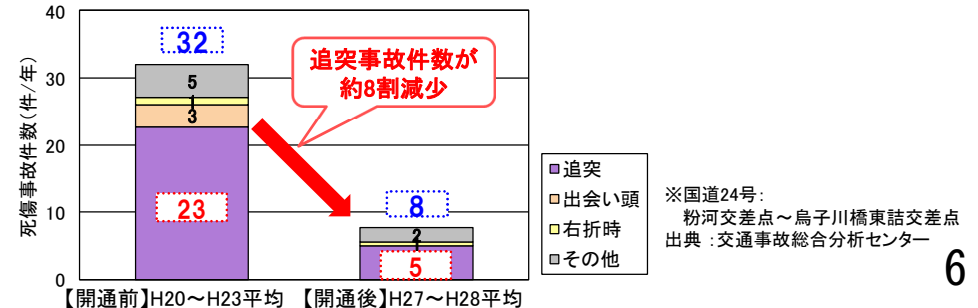 死傷事故件数(件/年)
40
30
20
10
0
32
5
1
3
23
追突事故件数が
約8割減少
8
2
1
5
【開通前】H20～H23平均
【開通後】H27～H28平均
追突
出会い頭
右折時
その他
※国道24号：
粉河交差点～烏子川橋東詰交差点
出典：交通事故総合分析センター
6